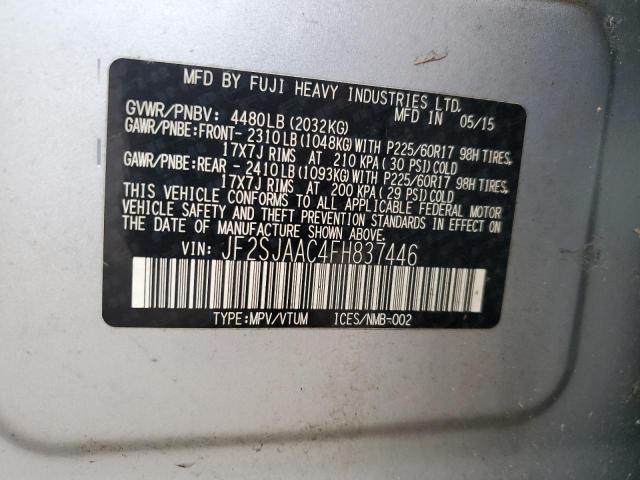 MFD BY FUJI HEAVY INDUSTRIES LTD.
GVWR/PNBV: 4480LB(2032KG) MFD IN 05/15
GAWR/PNBE:FRONT- 2310LB(1048KG)WITH P225/60R17 98H TIRES,
17X7J RIMS AT 210 KPA(30 PSI)COLD
GAWR/PNBE:REAR - 2410LB(1093KG)WITH P225/60R17 98H TIRES,
17X7J RIMS AT 200 KPA(29 PSI)COLD
THIS VEHICLE CONFORMS TO ALL APPLICABLE FEDERAL MOTOR
VEHICLE SAFETY AND THEFT PREVENTION STANDARDS IN EFFECT ON
THE DATE OF MANUFACTURE SHOWN ABOVE.
VIN: JF2SJAAC4FH837446
TYPE:MPV/VTUM ICES/NMB-002